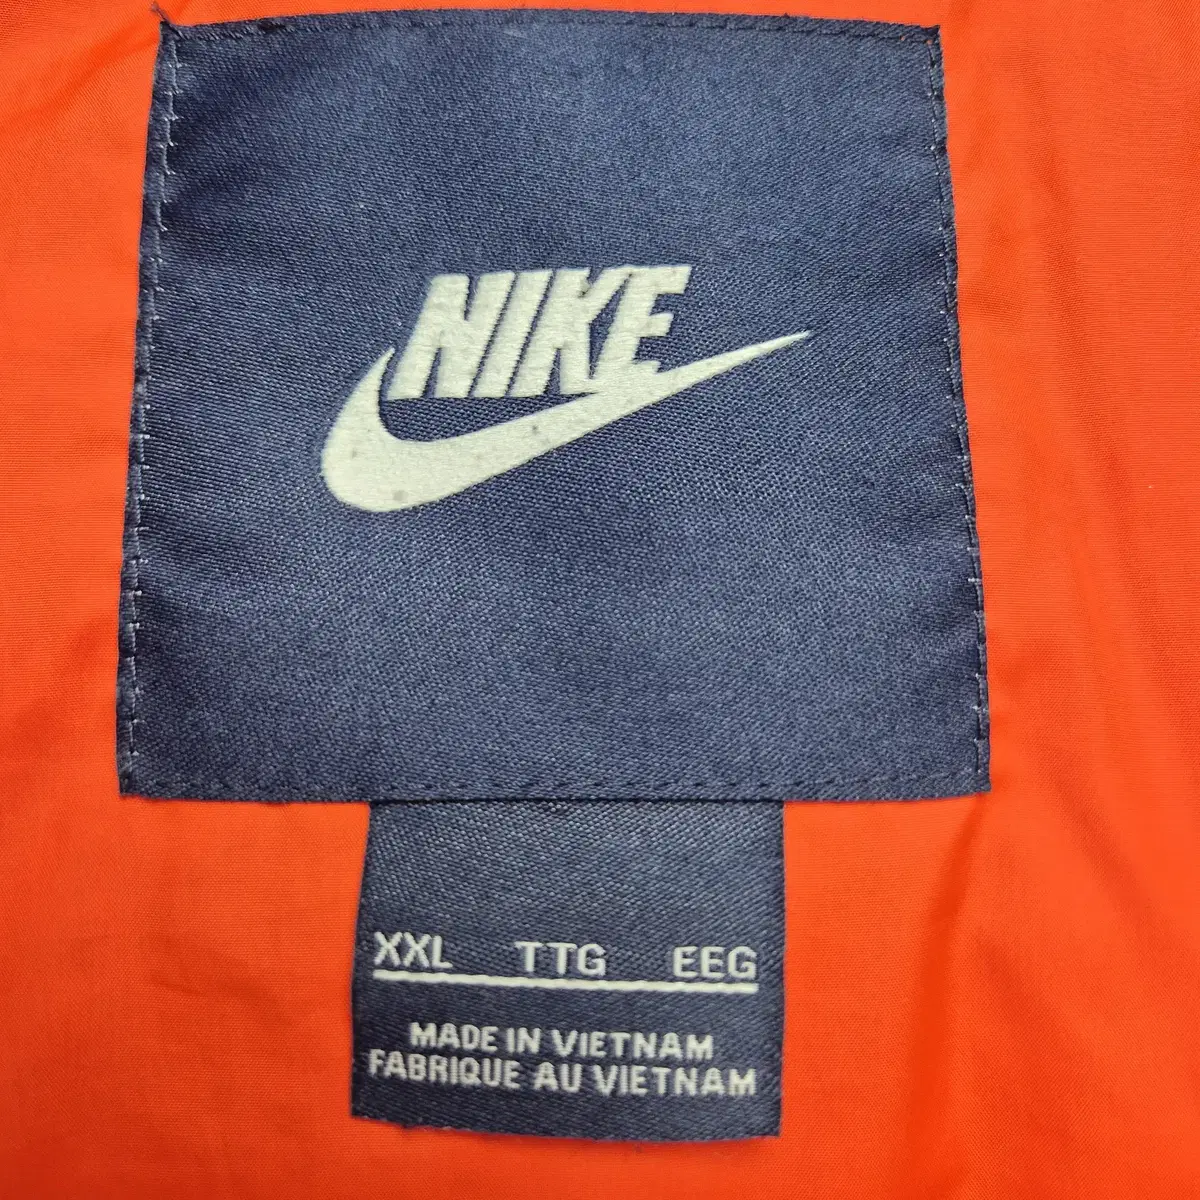 NIKE
XXL TTG EEG
MADE IN VIETNAM
FABRIQUE AU VIETNAM